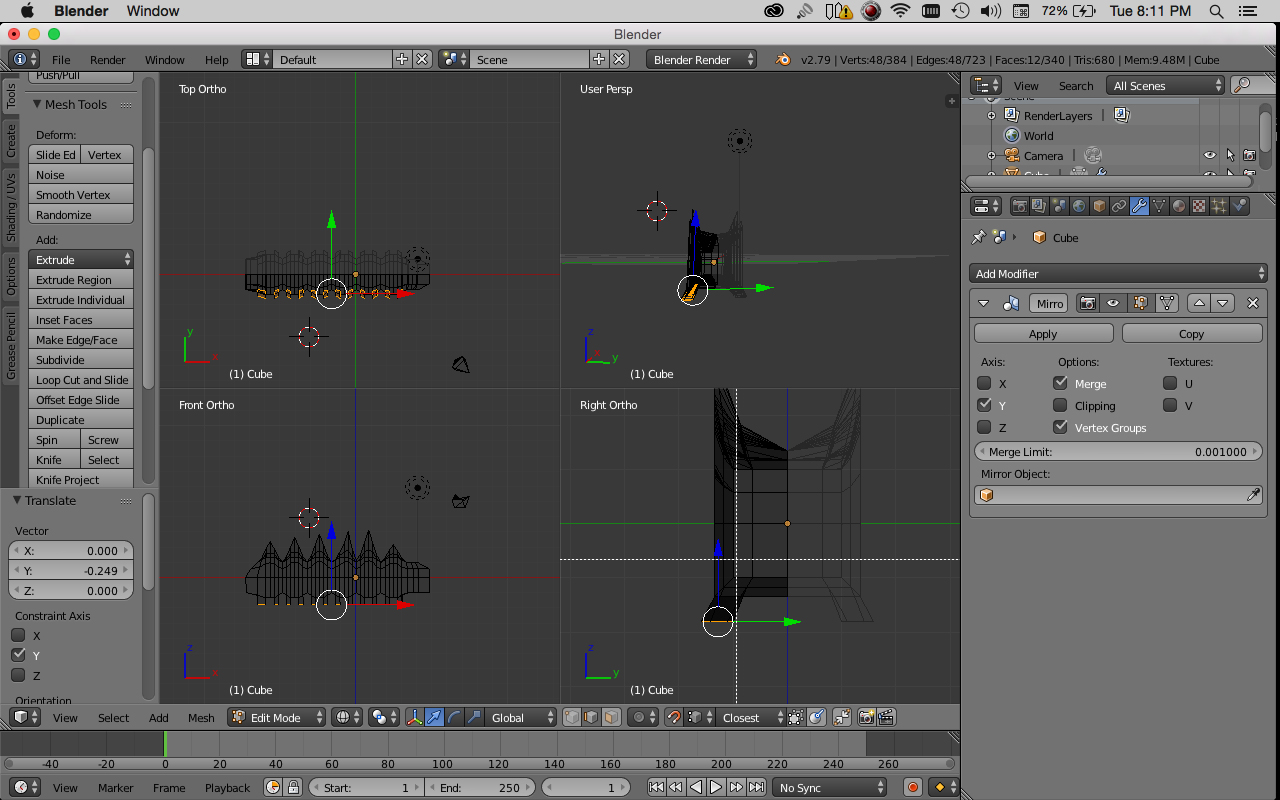 Blender Window 72% Tue 8:11 PM
Blender
File Render Window Help Default Scene Blender Render v2.79 | Verts:48/384 | Edges:48/723 | Faces:12/340 | Tris:680 | Mem:9.48M | Cube
Push/Pull
Mesh Tools
Deform:
Slide Ed Vertex
Noise
Smooth Vertex
Randomize
Add:
Extrude
Extrude Region
Extrude Individual
Inset Faces
Make Edge/Face
Subdivide
Loop Cut and Slide
Offset Edge Slide
Duplicate
Spin Screw
Knife Select
Knife Project
Tools
Create
Shading / UVs
Options
Grease Pencil
Translate
Vector
X: 0.000
Y: -0.249
Z: 0.000
Constraint Axis
X
Y
Z
Orientation
Top Ortho
y
x
(1) Cube
User Persp
z
y
(1) Cube
Front Ortho
z
x
(1) Cube
Right Ortho
z
y
(1) Cube
View Search All Scenes
Scene
RenderLayers |
World
Camera |
Cube
Cube
Add Modifier
Mirro
Apply Copy
Axis: Options: Textures:
X Merge U
Y Clipping V
Z Vertex Groups
Merge Limit: 0.001000
Mirror Object:
View Select Add Mesh Edit Mode Global Closest
-40 -20 0 20 40 60 80 100 120 140 160 180 200 220 240 260
View Marker Frame Playback Start: 1 End: 250 1 No Sync